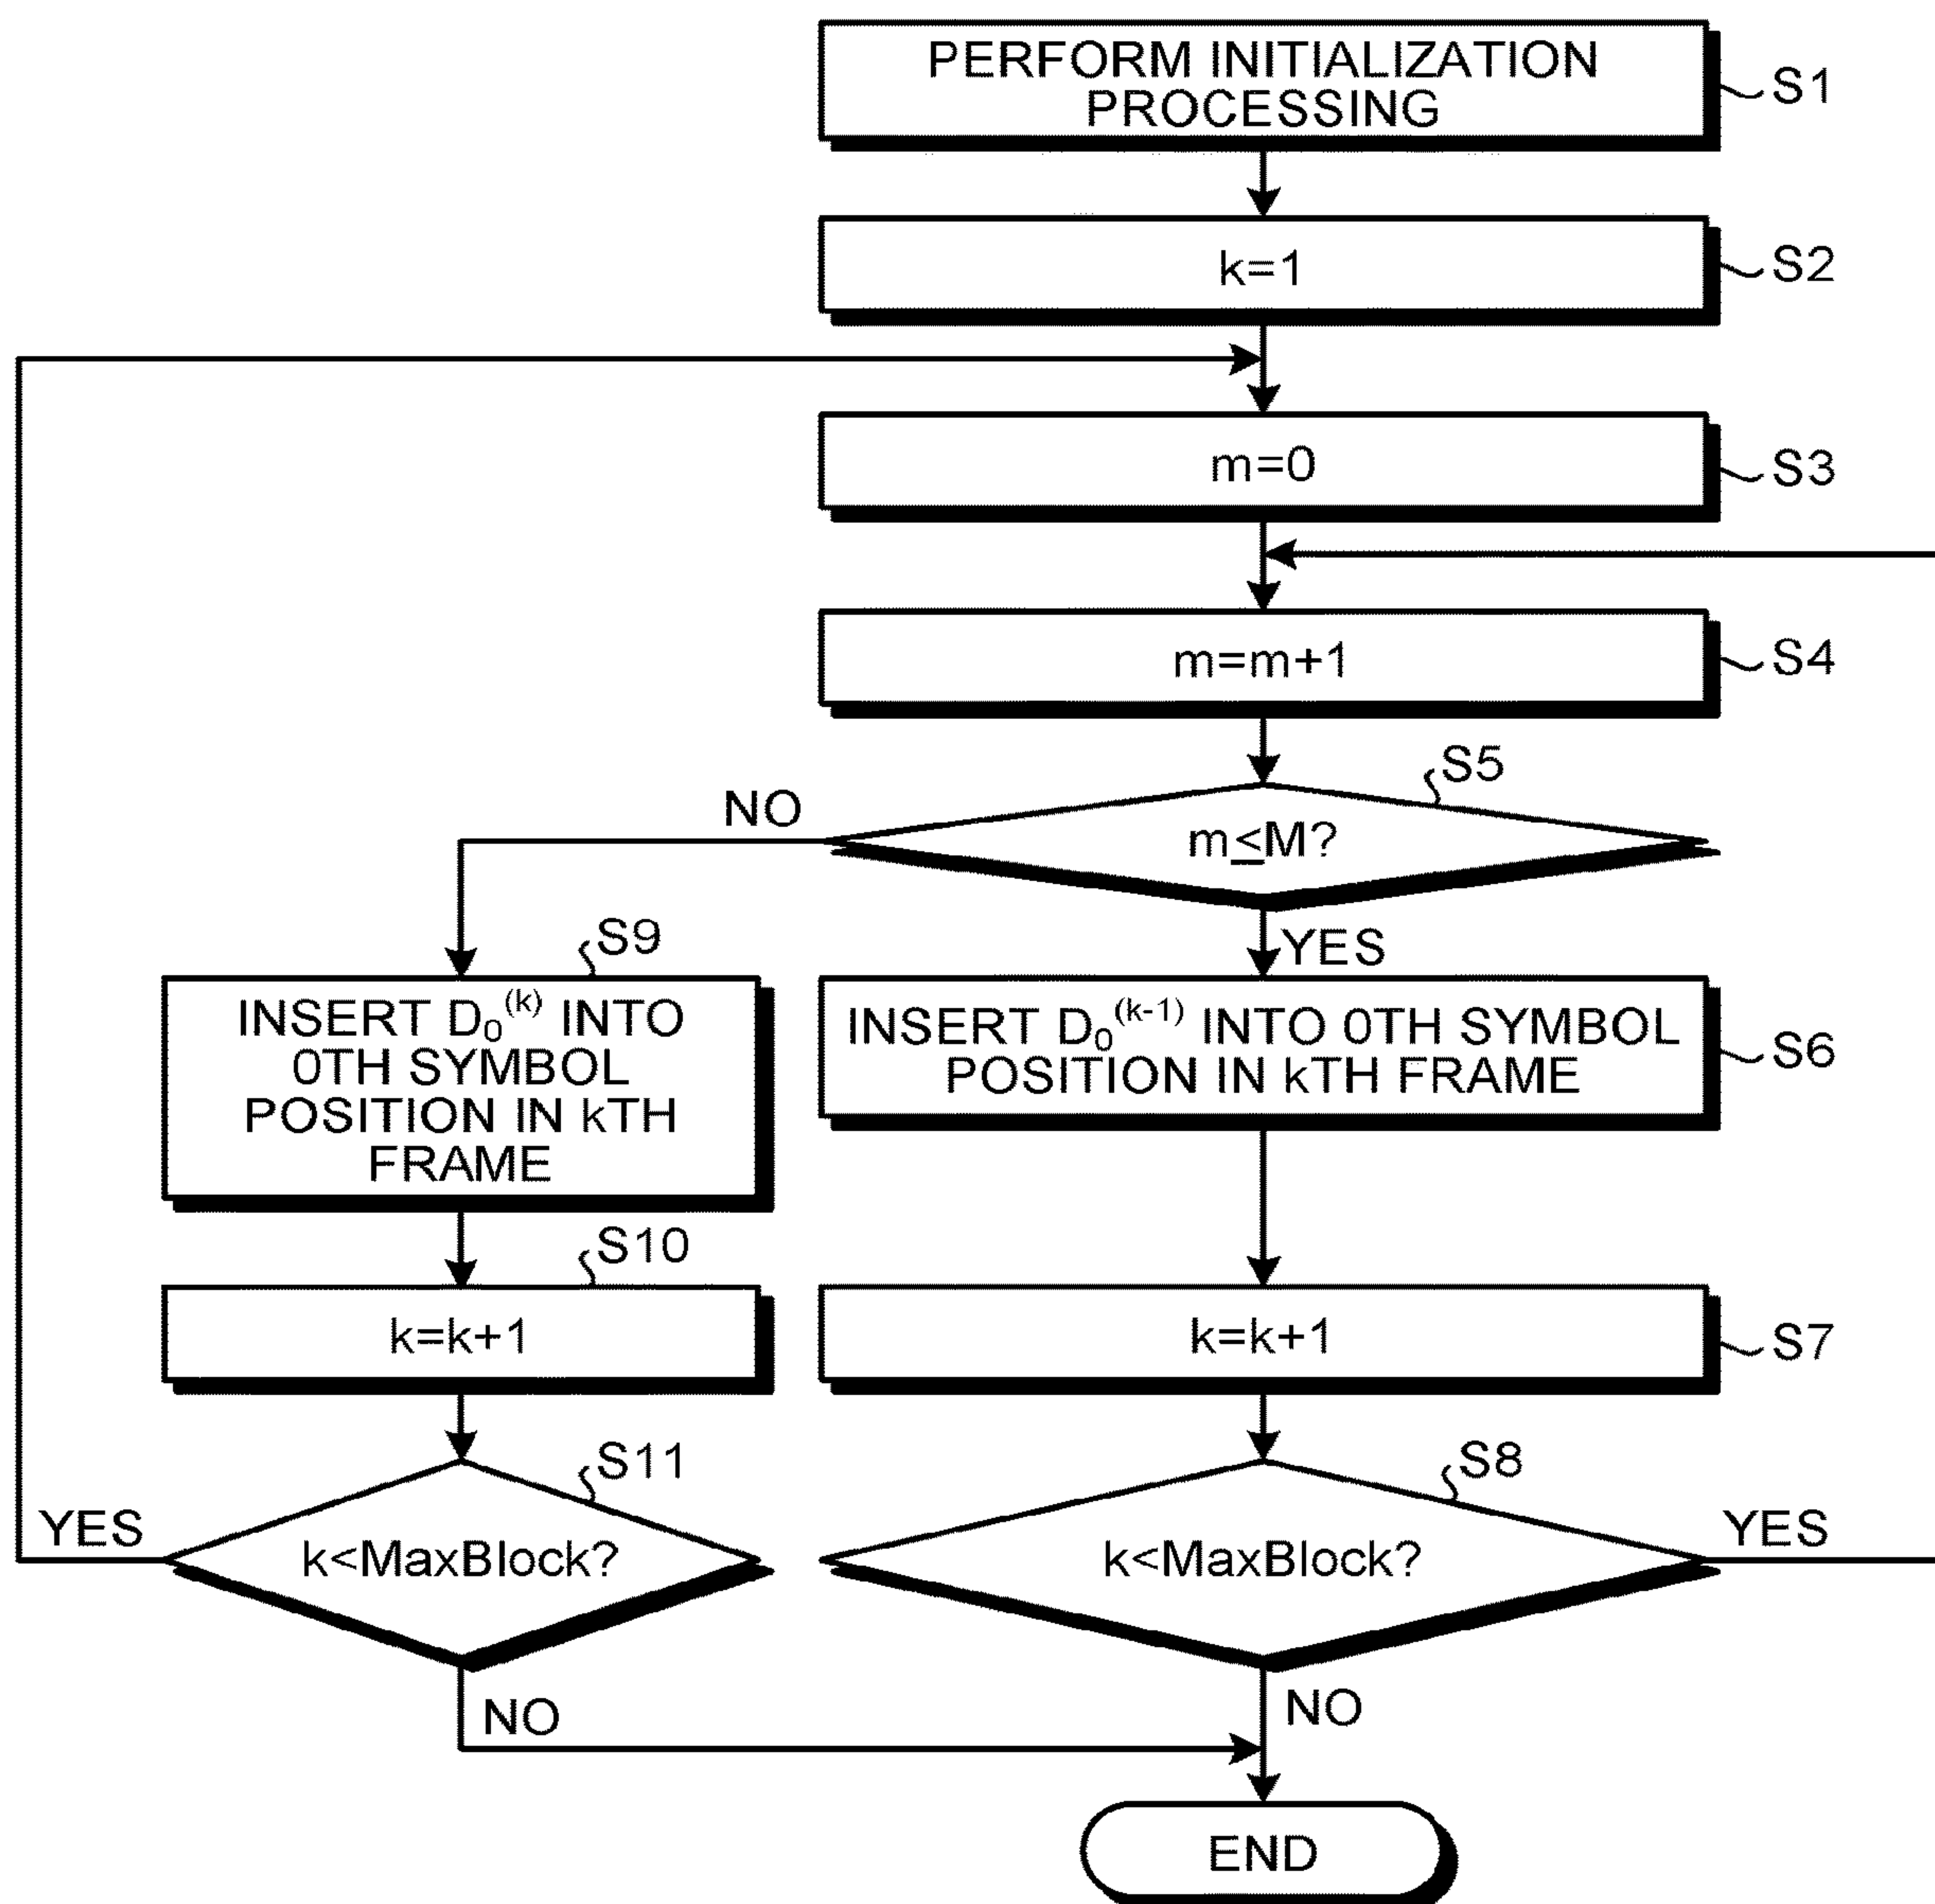 PERFORM INITIALIZATION
PROCESSING
S1
k=1
S2
m=0
S3
m=m+1
S4
S5
m≤M?
NO
YES
S9
INSERT D₀⁽ᵏ⁾ INTO
0TH SYMBOL
POSITION IN kTH
FRAME
INSERT D₀⁽ᵏ⁻¹⁾ INTO 0TH SYMBOL
POSITION IN kTH FRAME
S6
S10
k=k+1
k=k+1
S7
S11
k<MaxBlock?
YES
NO
S8
k<MaxBlock?
YES
NO
END